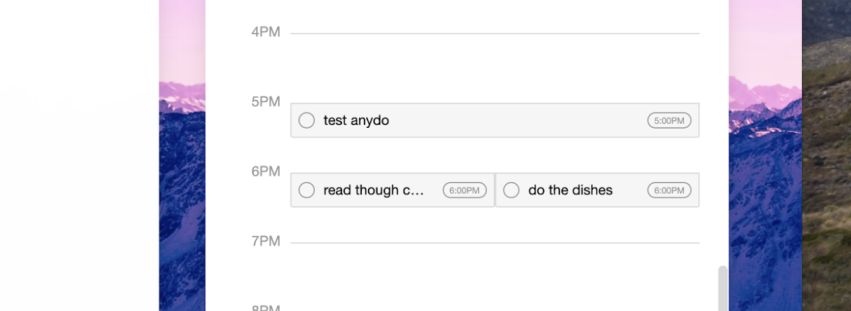 4PM
5PM
test anydo 5:00PM
6PM
read though c... 6:00PM do the dishes 6:00PM
7PM
8PM